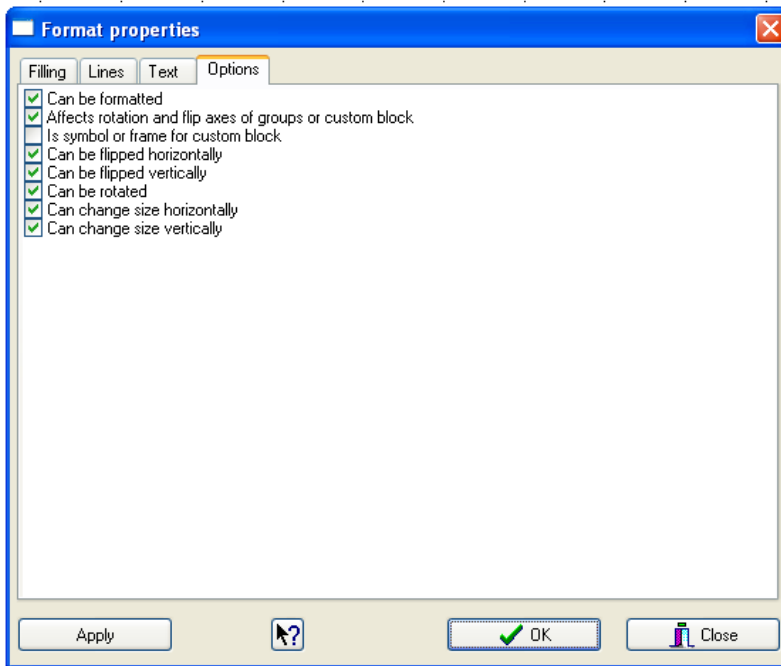 Format properties
Filling Lines Text Options
Can be formatted
Affects rotation and flip axes of groups or custom block
Is symbol or frame for custom block
Can be flipped horizontally
Can be flipped vertically
Can be rotated
Can change size horizontally
Can change size vertically
Apply ? OK Close